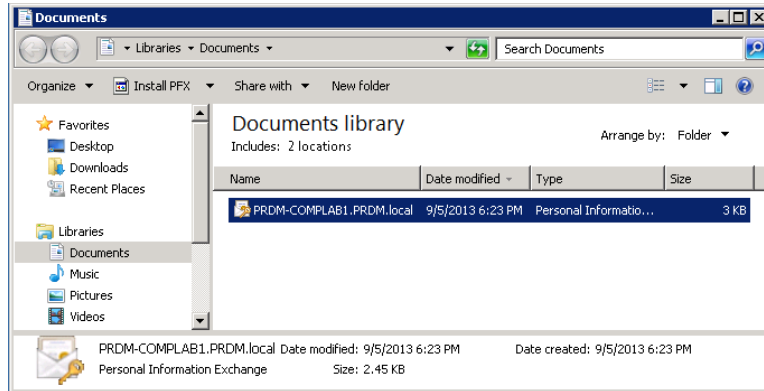 Documents
Libraries Documents Search Documents
Organize Install PFX Share with New folder
Favorites
Desktop
Downloads
Recent Places
Libraries
Documents
Music
Pictures
Videos
Documents library
Includes: 2 locations
Arrange by: Folder
Name Date modified Type Size
PRDM-COMPLAB1.PRDM.local 9/5/2013 6:23 PM Personal Informatio... 3 KB
PRDM-COMPLAB1.PRDM.local Date modified: 9/5/2013 6:23 PM Date created: 9/5/2013 6:23 PM
Personal Information Exchange Size: 2.45 KB